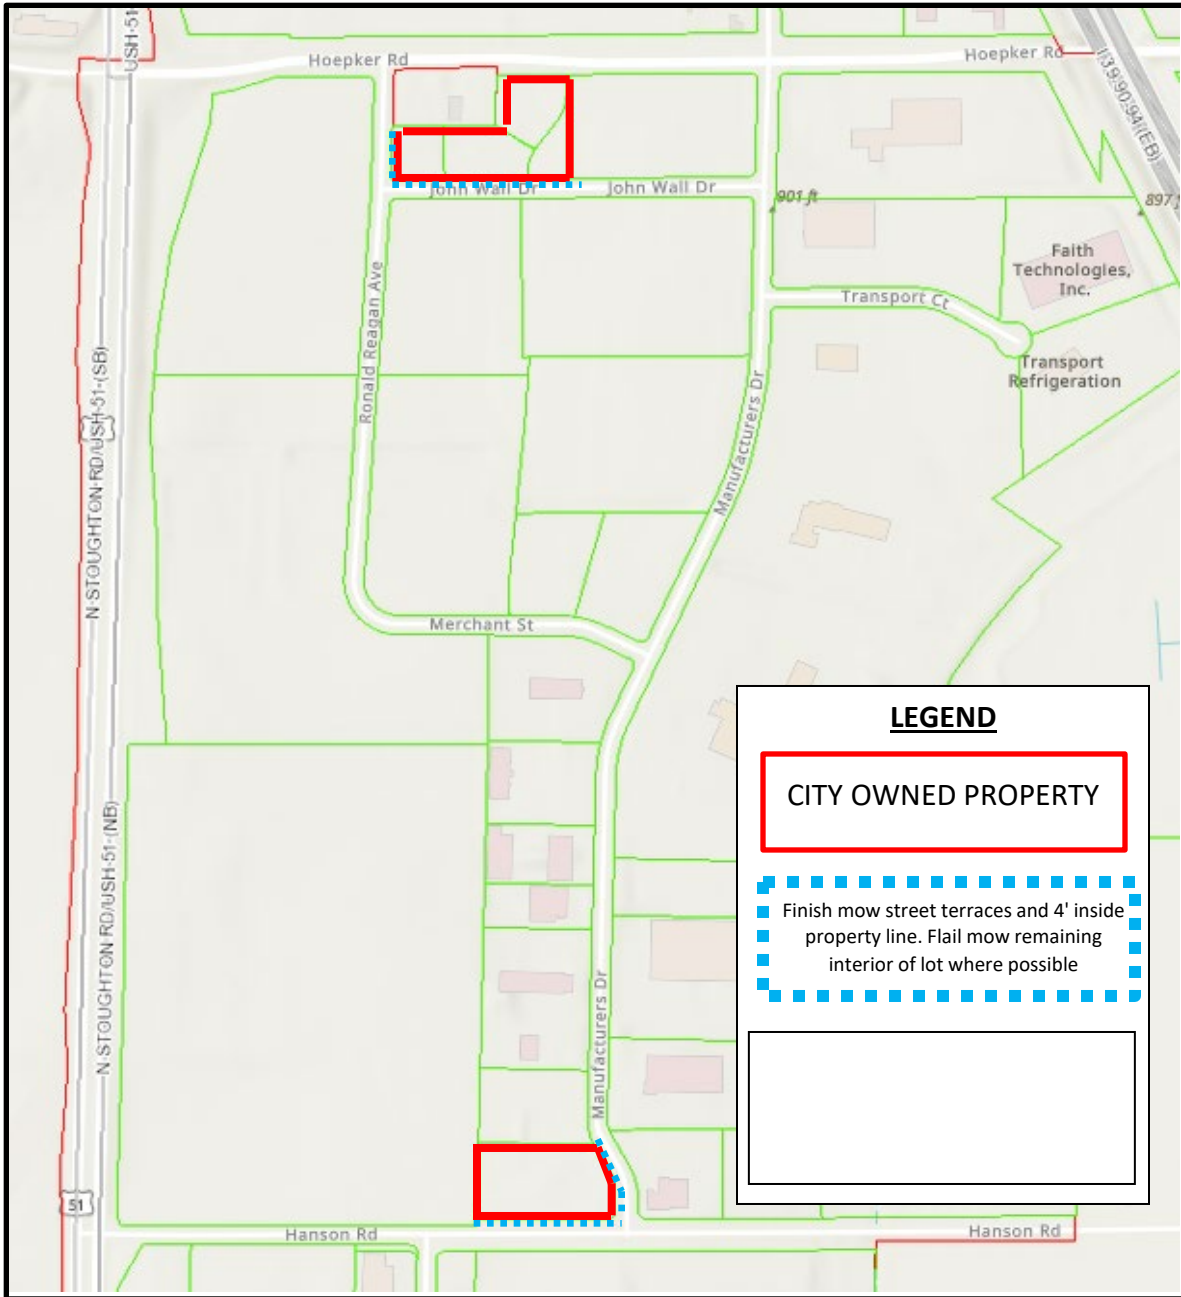 USH-51
Hoepker Rd
Hoepker Rd
I 39.90.94 (EB)
John Wall Dr
John Wall Dr
901 ft
897 f
Faith
Technologies,
Inc.
Ronald Reagan Ave
Transport Ct
Transport
Refrigeration
N-STOUGHTON-RD/USH-51-(SB)
Manufacturers Dr
Merchant St
LEGEND
CITY OWNED PROPERTY
Finish mow street terraces and 4' inside
property line. Flail mow remaining
interior of lot where possible
N-STOUGHTON-RD/USH-51-(NB)
Manufacturers Dr
51
Hanson Rd
Hanson Rd